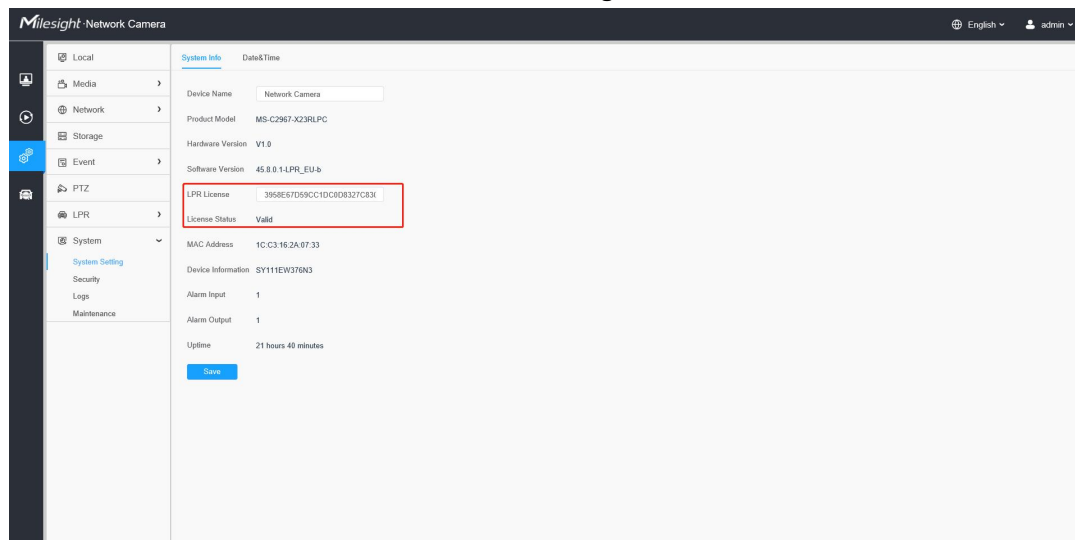 Milesight · Network Camera
English
admin
Local
Media
Network
Storage
Event
PTZ
LPR
System
System Setting
Security
Logs
Maintenance
System Info Date&Time
Device Name Network Camera
Product Model MS-C2967-X23RLPC
Hardware Version V1.0
Software Version 45.8.0.1-LPR_EU-b
LPR License 3958E67D59CC1DC0D8327C83(
License Status Valid
MAC Address 1C:C3:16:2A:07:33
Device Information SY111EW376N3
Alarm Input 1
Alarm Output 1
Uptime 21 hours 40 minutes
Save